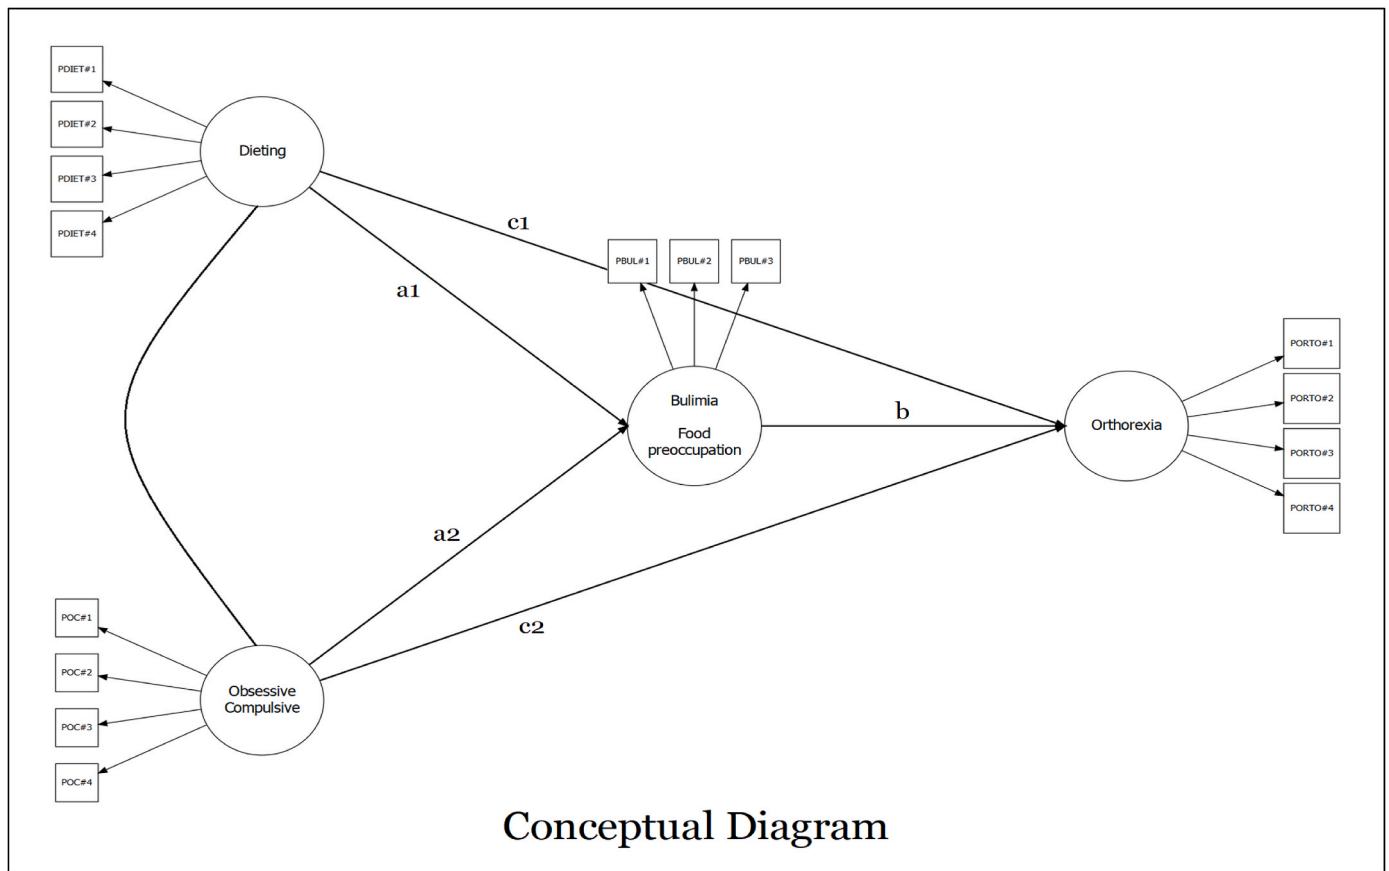 PDIET#1
PDIET#2
PDIET#3
PDIET#4
Dieting
c1
a1
PBUL#1 PBUL#2 PBUL#3
Bulimia
Food
preoccupation
b
Orthorexia
PORTO#1
PORTO#2
PORTO#3
PORTO#4
a2
c2
POC#1
POC#2
POC#3
POC#4
Obsessive
Compulsive
Conceptual Diagram